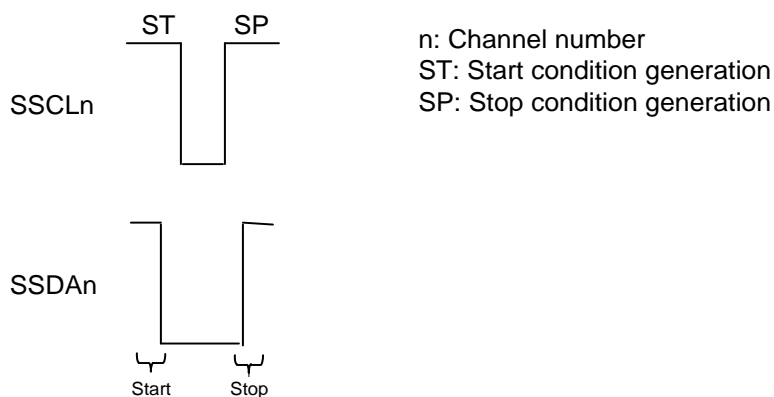 ST SP
n: Channel number
ST: Start condition generation
SP: Stop condition generation
SSCLn
SSDAn
Start Stop